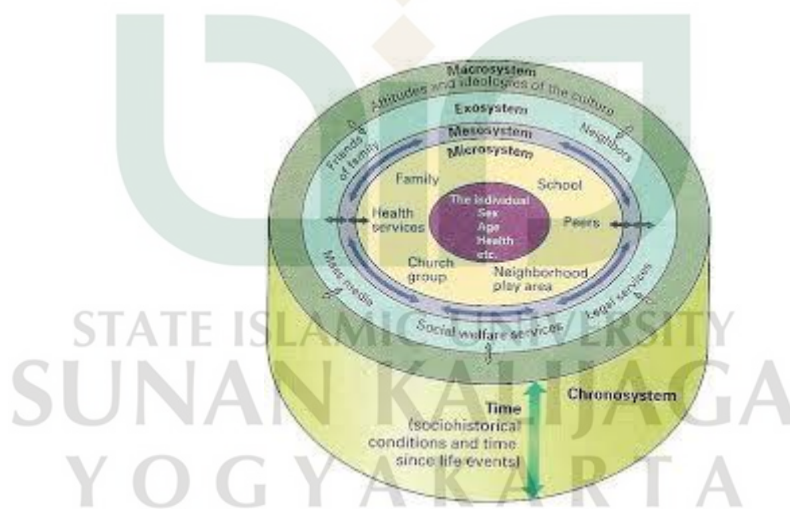 Macrosystem
Attitudes and ideologies of the culture
Exosystem
Mesosystem
Microsystem
Friends
of family
Neighbors
Family
School
The individual
Sex
Age
Health
etc.
Health
services
Peers
Church
group
Neighborhood
play area
Mass media
Legal services
Social welfare services
STATE ISLAMIC UNIVERSITY
SUNAN KALIJAGA
YOGYAKARTA
Chronosystem
Time
(sociohistorical
conditions and time
since life events)